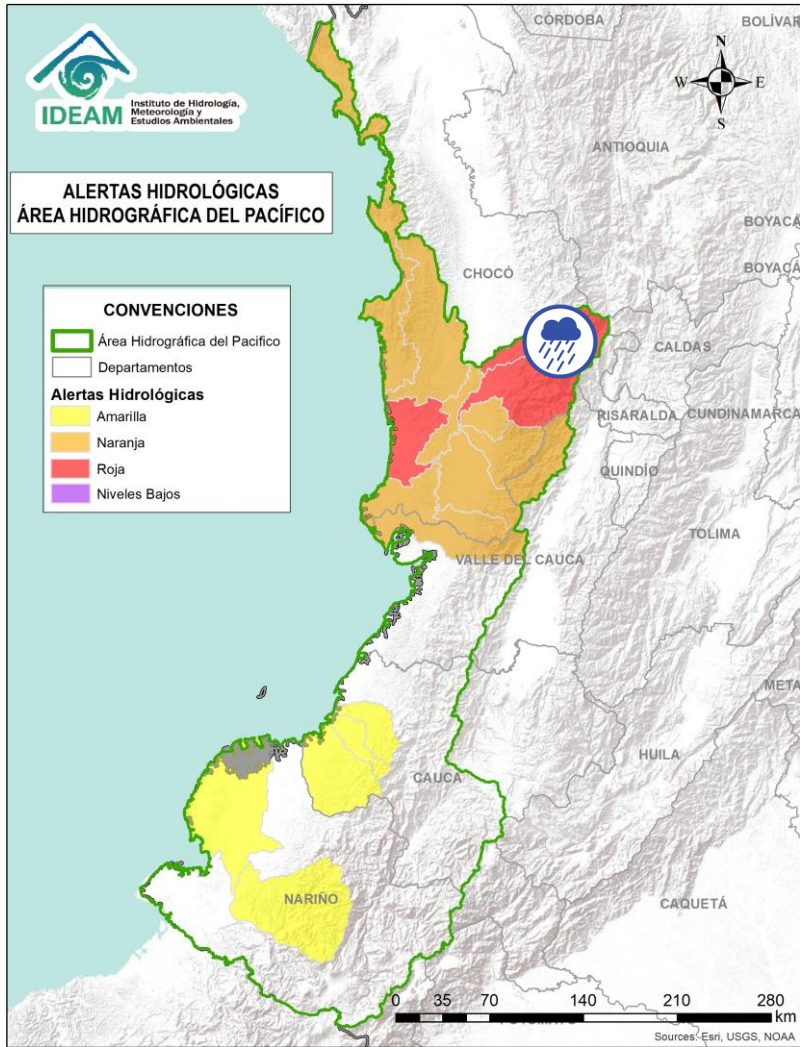 CÓRDOBA
BOLÍVAR
N
W E
S
IDEAM
Instituto de Hidrología,
Meteorología y
Estudios Ambientales
ANTIOQUIA
ALERTAS HIDROLÓGICAS
ÁREA HIDROGRÁFICA DEL PACÍFICO
BOYACÁ
BOYACÁ
CHOCÓ
CONVENCIONES
Área Hidrográfica del Pacifico
Departamentos
Alertas Hidrológicas
Amarilla
Naranja
Roja
Niveles Bajos
CALDAS
RISARALDA
CUNDINAMARCA
QUINDÍO
TOLIMA
VALLE DEL CAUCA
META
HUILA
CAUCA
NARIÑO
CAQUETÁ
0 35 70 140 210 280
km
Sources: Esri, USGS, NOAA